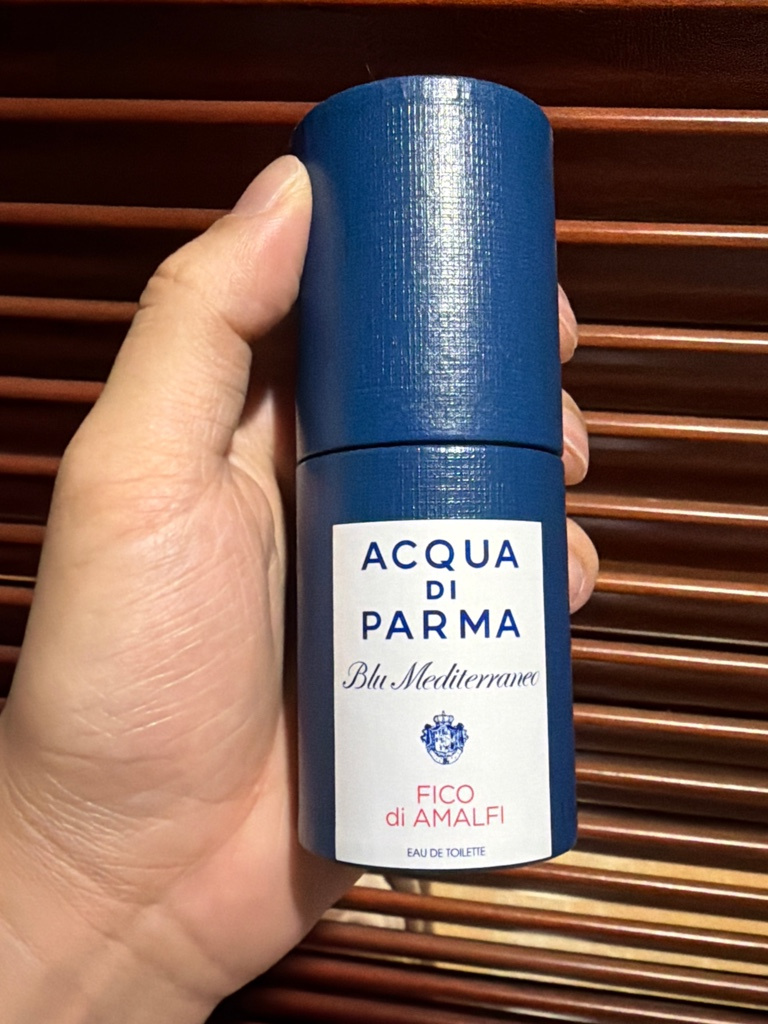 ACQUA
DI
PARMA
Blu Mediterraneo
FICO
di AMALFI
EAU DE TOILETTE